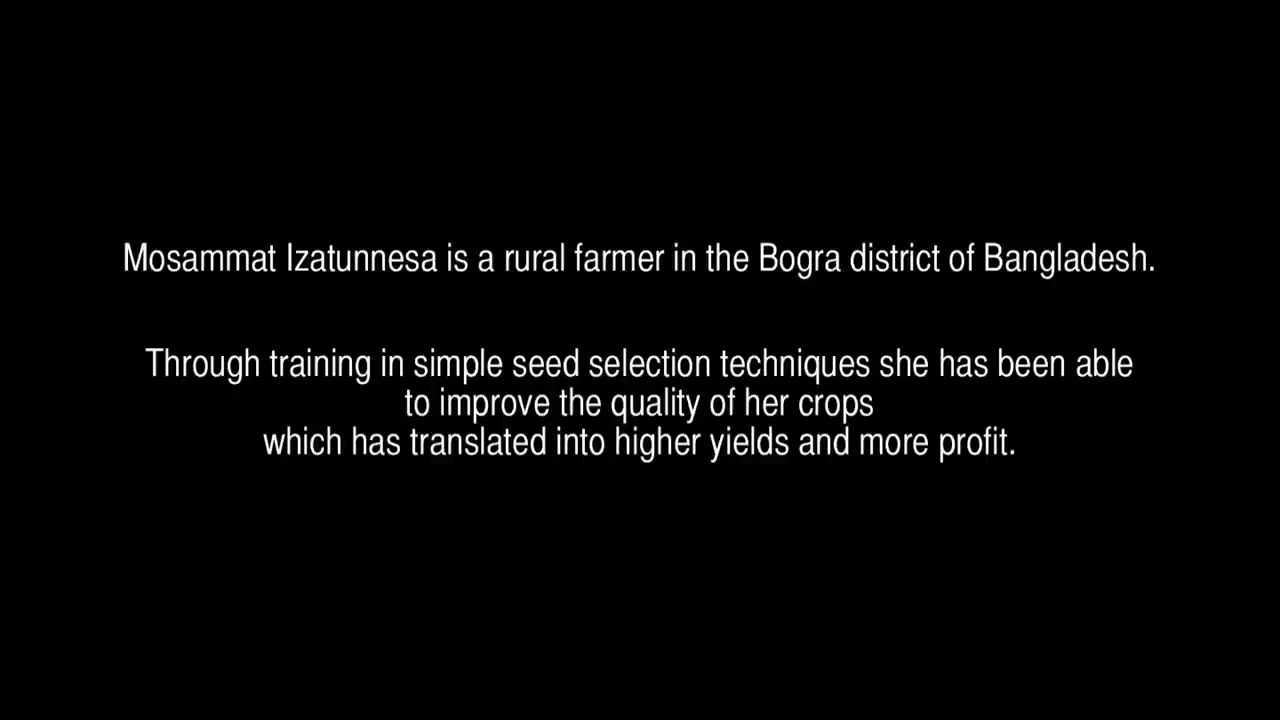 Mosammat Izatunnesa is a rural farmer in the Bogra district of Bangladesh.
Through training in simple seed selection techniques she has been able
to improve the quality of her crops
which has translated into higher yields and more profit.